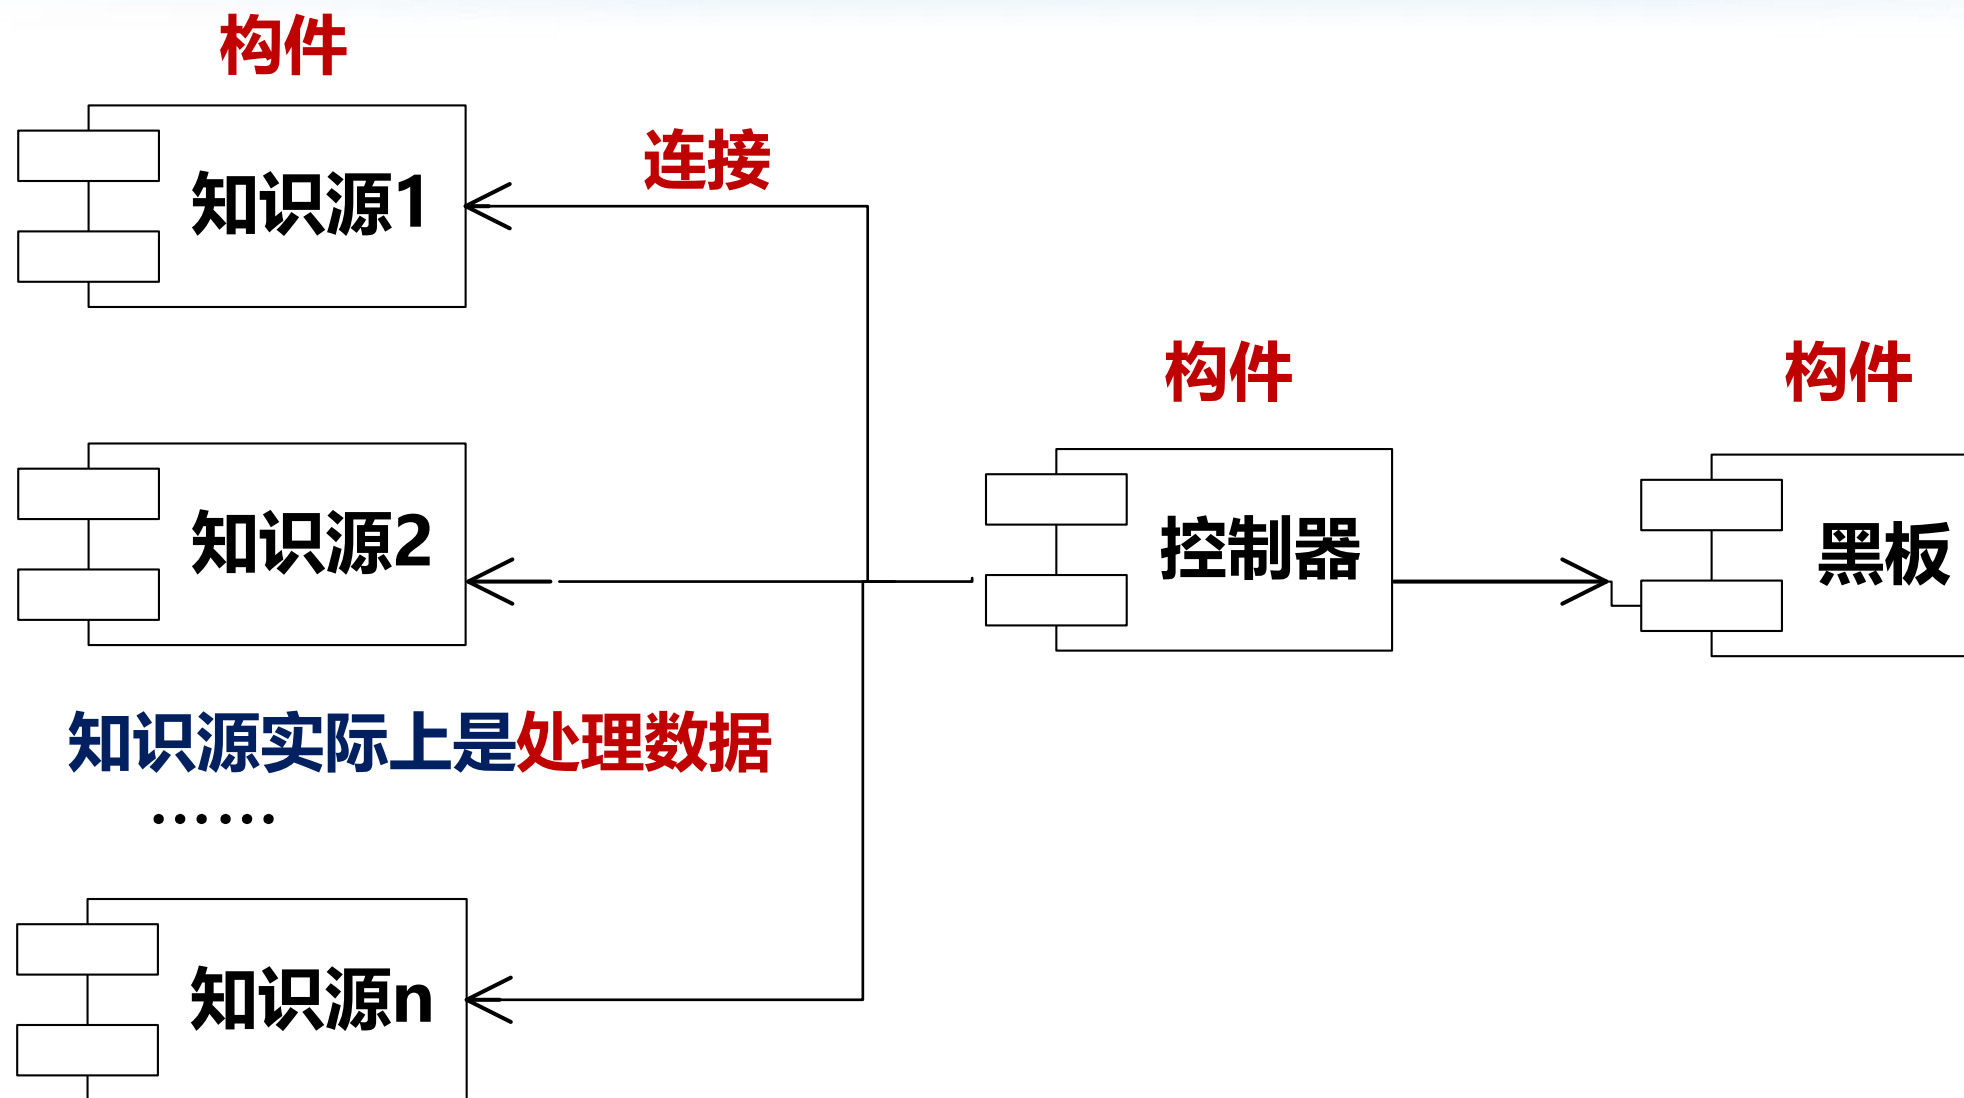 构件
连接
知识源1
构件
构件
知识源2
控制器
黑板
知识源实际上是处理数据
……
知识源n